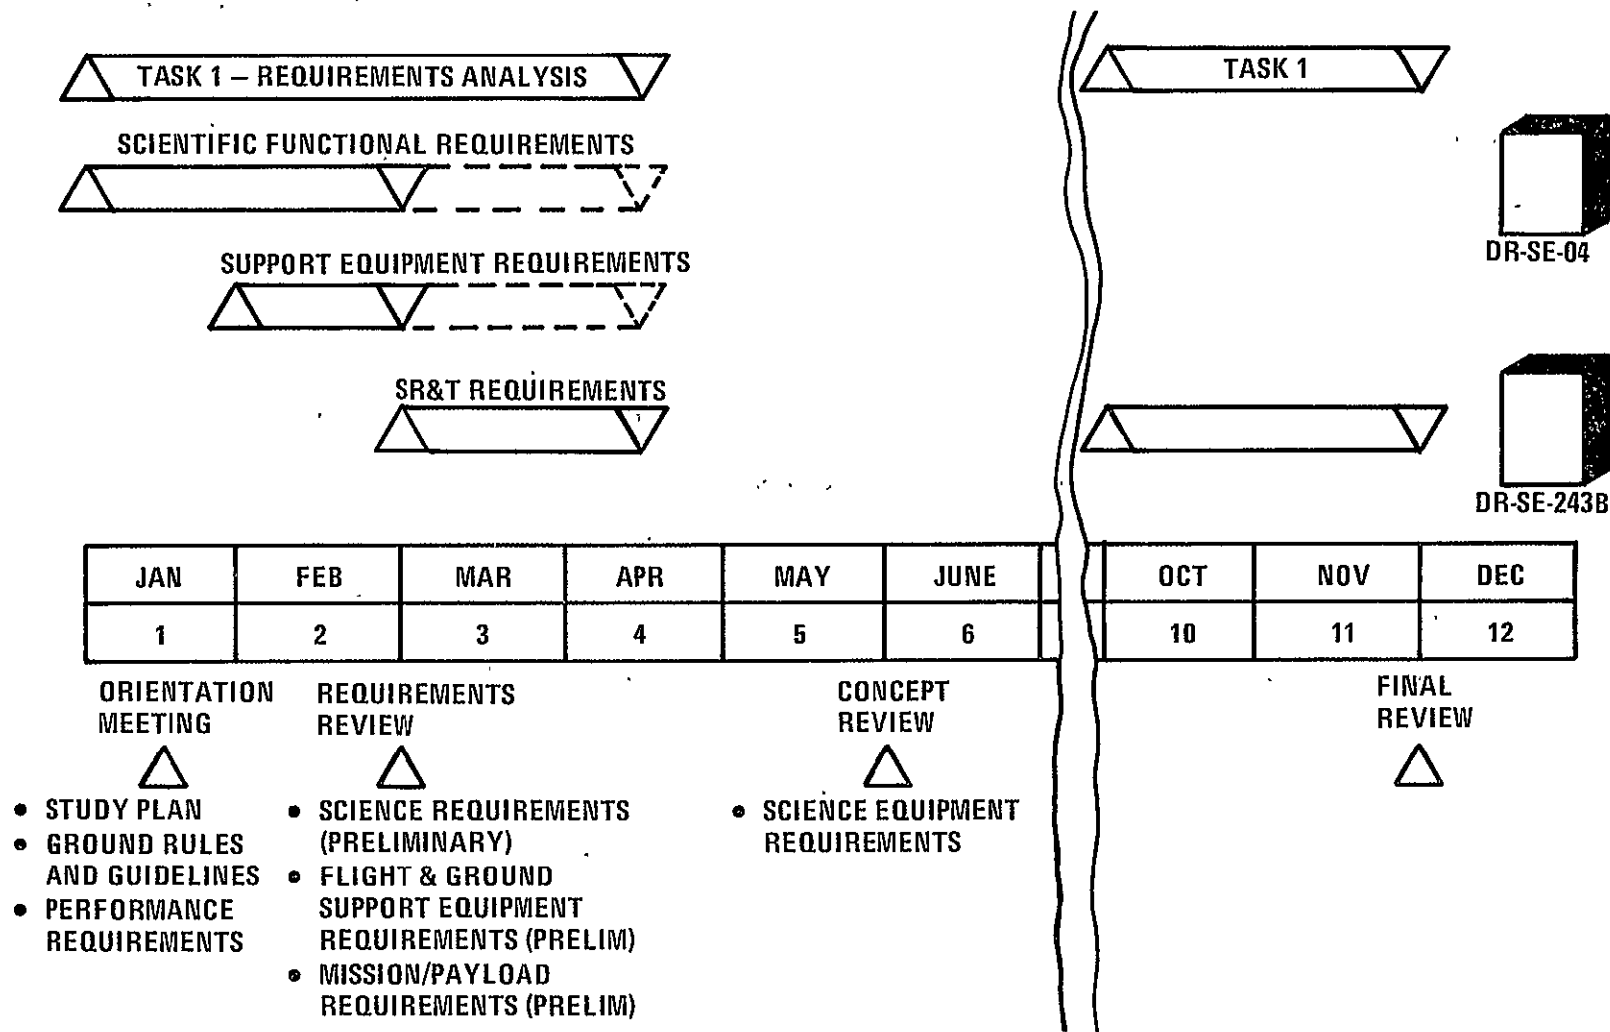 TASK 1 – REQUIREMENTS ANALYSIS
TASK 1
SCIENTIFIC FUNCTIONAL REQUIREMENTS
DR-SE-04
SUPPORT EQUIPMENT REQUIREMENTS
SR&T REQUIREMENTS
DR-SE-243B
JAN FEB MAR APR MAY JUNE OCT NOV DEC
1 2 3 4 5 6 10 11 12
ORIENTATION
MEETING
• STUDY PLAN
• GROUND RULES
AND GUIDELINES
• PERFORMANCE
REQUIREMENTS
REQUIREMENTS
REVIEW
• SCIENCE REQUIREMENTS
(PRELIMINARY)
• FLIGHT & GROUND
SUPPORT EQUIPMENT
REQUIREMENTS (PRELIM)
• MISSION/PAYLOAD
REQUIREMENTS (PRELIM)
CONCEPT
REVIEW
• SCIENCE EQUIPMENT
REQUIREMENTS
FINAL
REVIEW